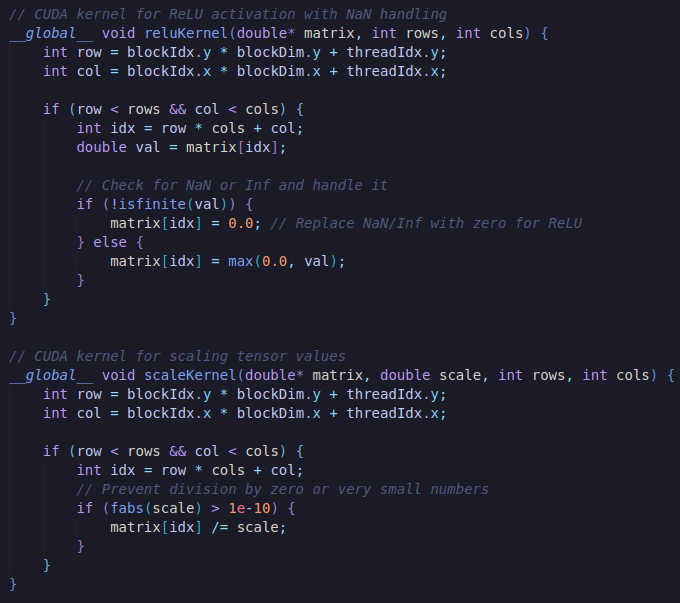 // CUDA kernel for ReLU activation with NaN handling
__global__ void reluKernel(double* matrix, int rows, int cols) {
    int row = blockIdx.y * blockDim.y + threadIdx.y;
    int col = blockIdx.x * blockDim.x + threadIdx.x;

    if (row < rows && col < cols) {
        int idx = row * cols + col;
        double val = matrix[idx];

        // Check for NaN or Inf and handle it
        if (!isfinite(val)) {
            matrix[idx] = 0.0; // Replace NaN/Inf with zero for ReLU
        } else {
            matrix[idx] = max(0.0, val);
        }
    }
}

// CUDA kernel for scaling tensor values
__global__ void scaleKernel(double* matrix, double scale, int rows, int cols) {
    int row = blockIdx.y * blockDim.y + threadIdx.y;
    int col = blockIdx.x * blockDim.x + threadIdx.x;

    if (row < rows && col < cols) {
        int idx = row * cols + col;
        // Prevent division by zero or very small numbers
        if (fabs(scale) > 1e-10) {
            matrix[idx] /= scale;
        }
    }
}